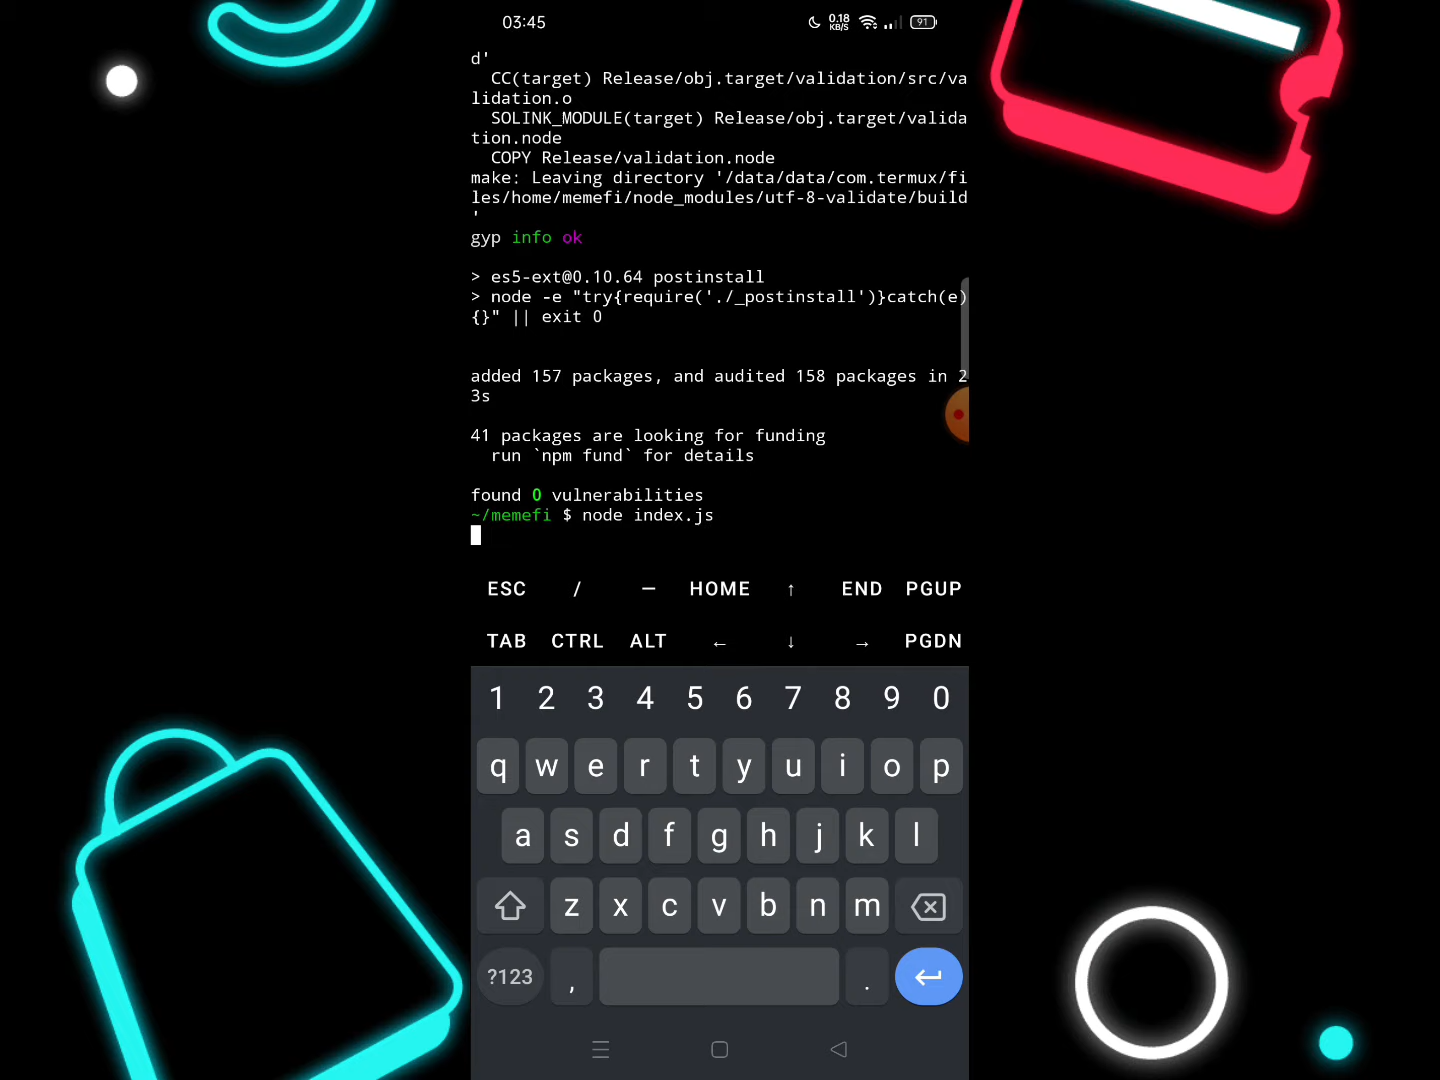 03:45 0.18 KB/S 91
d'
CC(target) Release/obj.target/validation/src/va
lidation.o
SOLINK_MODULE(target) Release/obj.target/valida
tion.node
COPY Release/validation.node
make: Leaving directory '/data/data/com.termux/fi
les/home/memefi/node_modules/utf-8-validate/build
'
gyp info ok
> es5-ext@0.10.64 postinstall
> node -e "try{require('./_postinstall')}catch(e)
{}" || exit 0
added 157 packages, and audited 158 packages in 2
3s
41 packages are looking for funding
run `npm fund` for details
found 0 vulnerabilities
~/memefi $ node index.js
ESC / — HOME ↑ END PGUP
TAB CTRL ALT ← ↓ → PGDN
1 2 3 4 5 6 7 8 9 0
q w e r t y u i o p
a s d f g h j k l
z x c v b n m
?123 , .